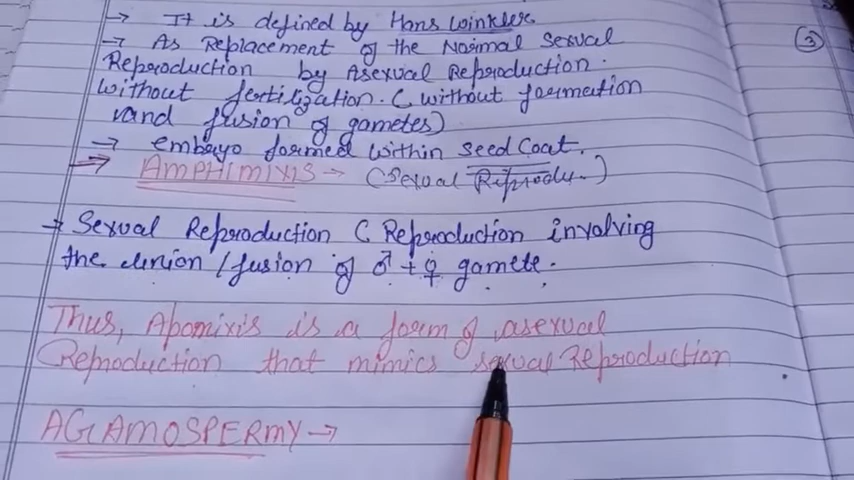 → It is defined by Hans Winkler.
→ As Replacement of the Normal Sexual
Reproduction by Asexual Reproduction.
without fertilization. ( without formation
and fusion of gametes)
→ embryo formed within seed Coat.
→ AMPHIMIXIS → (Sexual Reprodu..)
→ Sexual Reproduction ( Reproduction involving
the union / fusion of ♂ + ♀ gamete.
Thus, Apomixis is a form of asexual
Reproduction that mimics sexual Reproduction
AGAMOSPERMY →
3